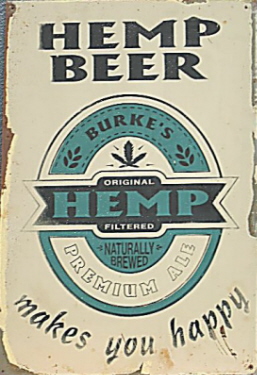 HEMP
BEER
BURKE'S
ORIGINAL
HEMP
FILTERED
NATURALLY
BREWED
PREMIUM ALE
makes you happy